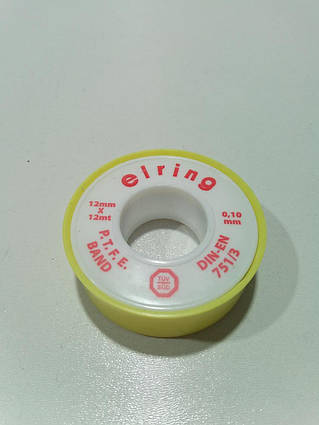 elring
12mm
X
12mt
0,10
mm
P.T.F.E.
BAND
DIN-EN
751/3
TÜV
SÜD